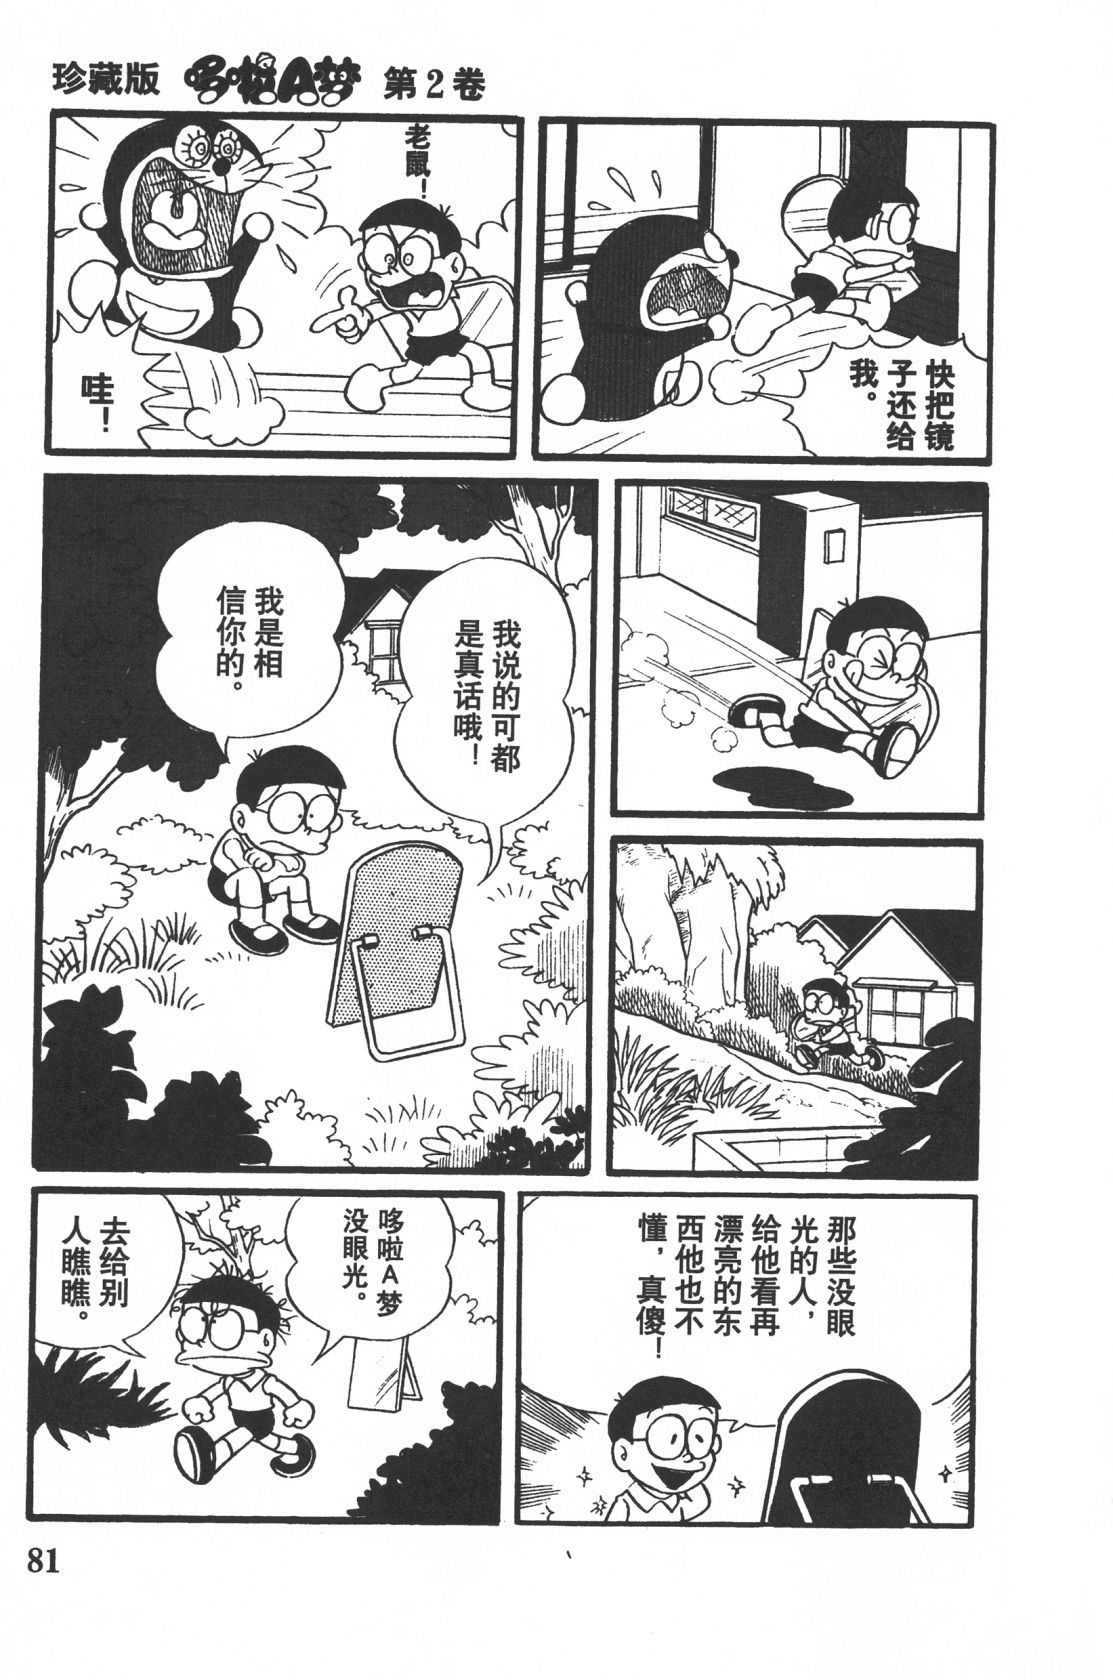 珍藏版 哆啦A梦 第2卷
快把镜
子还给
我。
老鼠！
哇！
我说的可都
是真话哦！
我是相
信你的。
那些没眼
光的人，
给他看再
漂亮的东
西他也不
懂，真傻！
哆啦A梦
没眼光。
去给别
人瞧瞧。
81